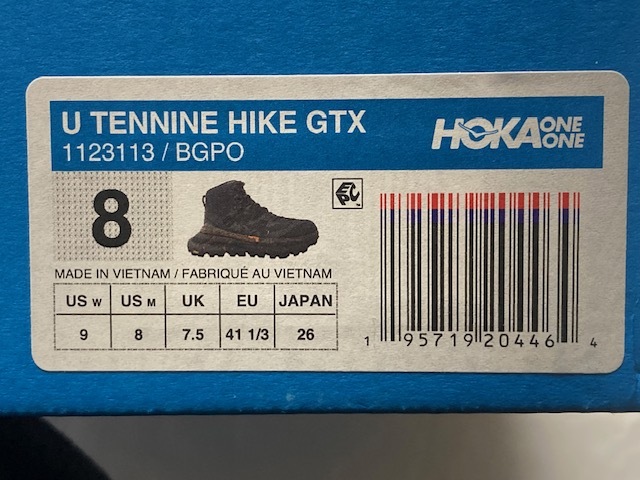 U TENNINE HIKE GTX
1123113 / BGPO
HOKA ONE ONE
8
EPC
MADE IN VIETNAM / FABRIQUÉ AU VIETNAM
US W US M UK EU JAPAN
9 8 7.5 41 1/3 26
1 95719 20446 4